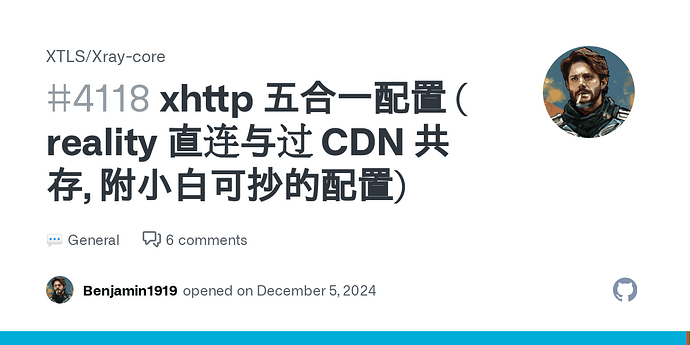 XTLS/Xray-core
#4118 xhttp 五合一配置 (
reality 直连与过 CDN 共
存, 附小白可抄的配置)
General
6 comments
Benjamin1919 opened on December 5, 2024